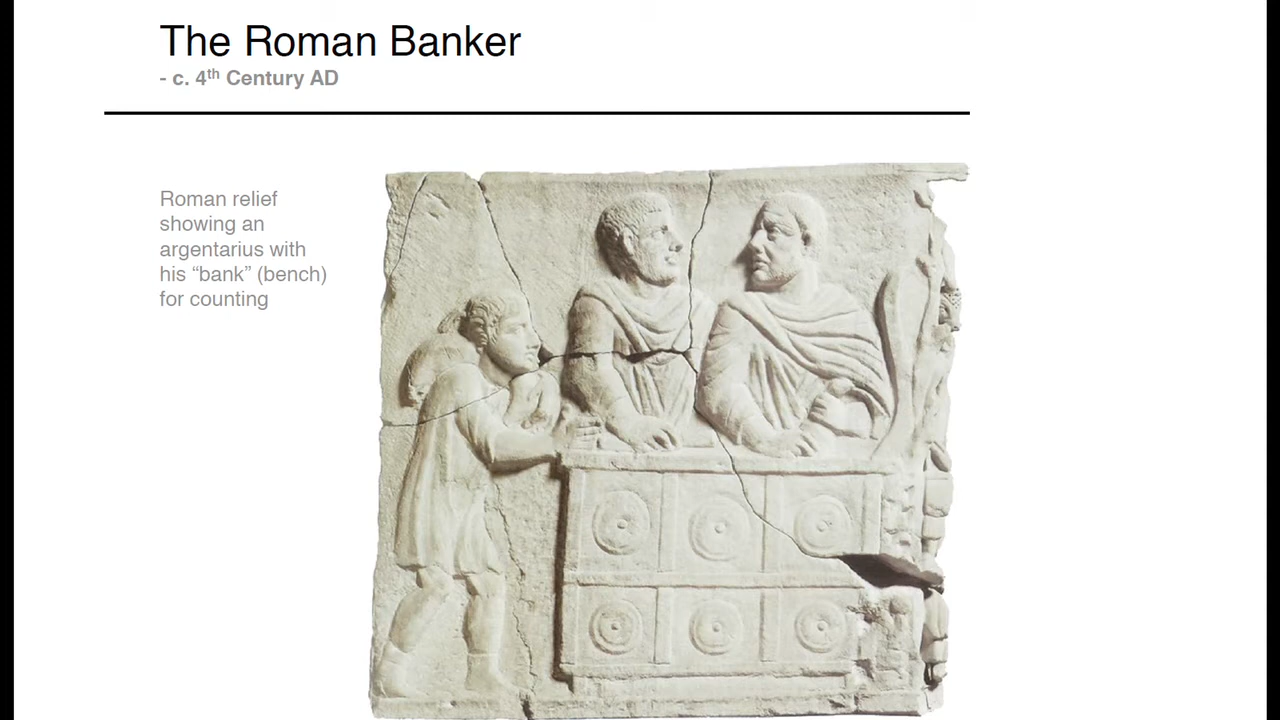 The Roman Banker
- c. 4th Century AD
Roman relief
showing an
argentarius with
his “bank” (bench)
for counting